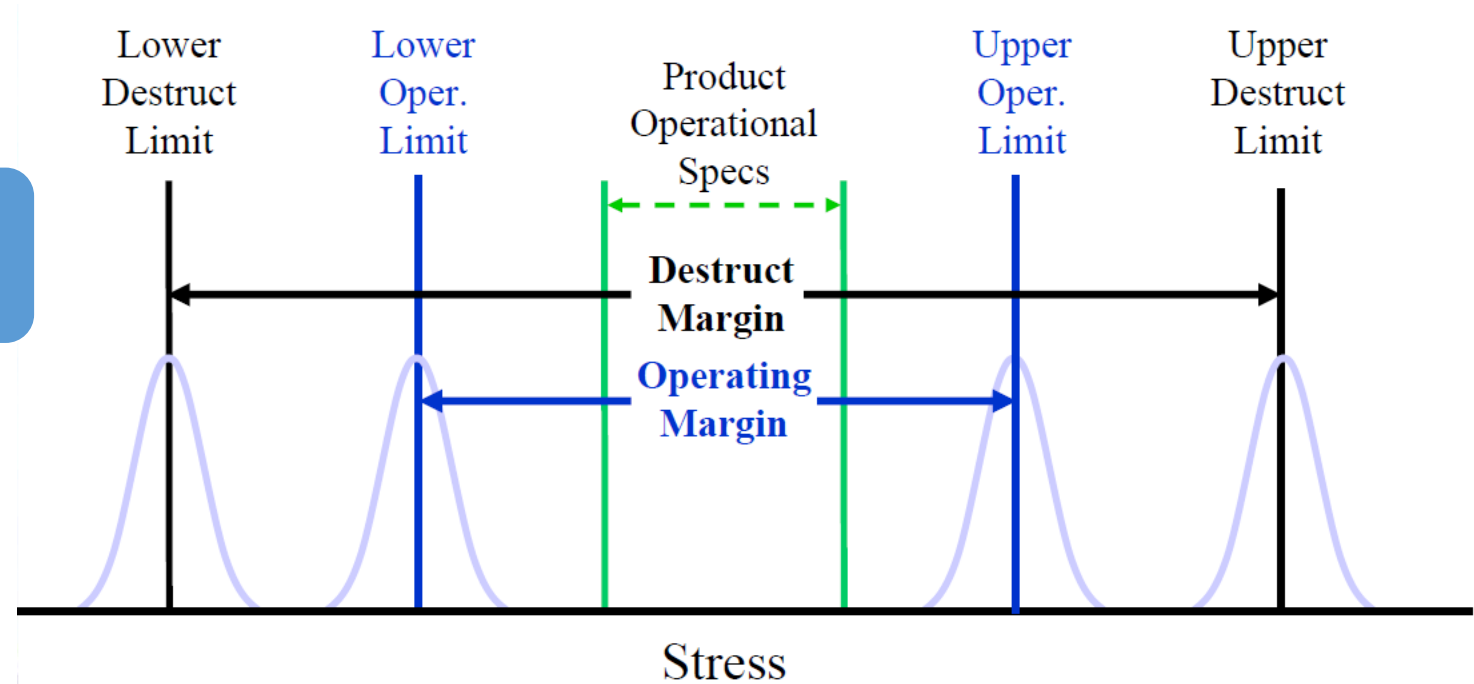 Lower
Destruct
Limit
Lower
Oper.
Limit
Product
Operational
Specs
Upper
Oper.
Limit
Upper
Destruct
Limit
Destruct
Margin
Operating
Margin
Stress